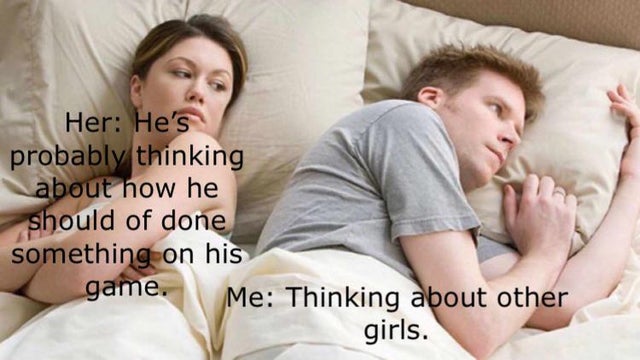 Her: He's
probably thinking
about how he
should of done
something on his
game.
Me: Thinking about other
girls.